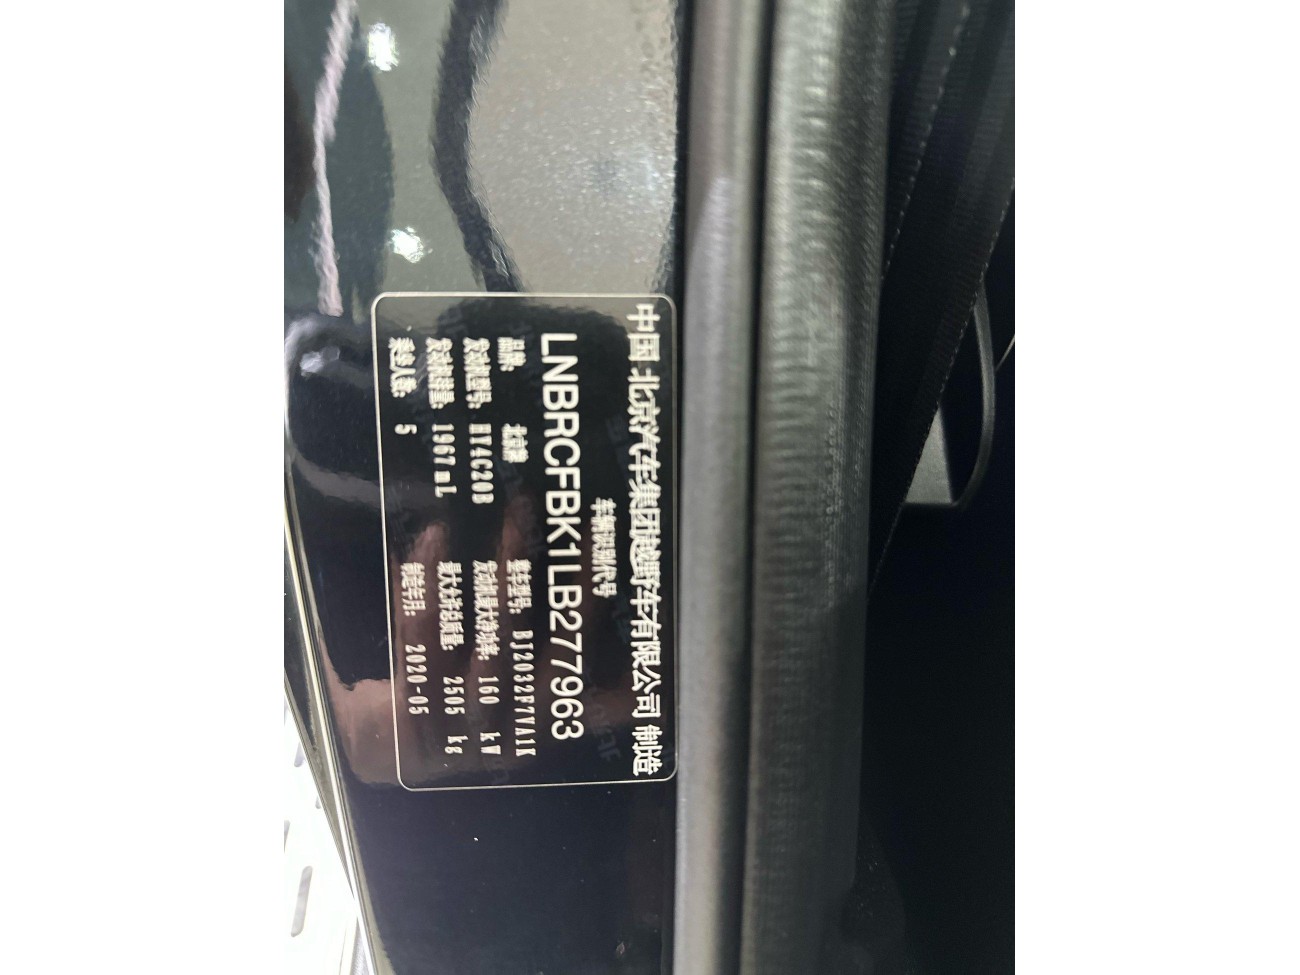 中国 北京汽车集团越野车有限公司 制造
车辆识别代号
LNBRCFBK1LB277963
品牌: 北京牌 整车型号: BJ2032F7VA1K
发动机型号: HY4C20B 发动机最大净功率: 160 kW
发动机排量: 1967mL 最大允许总质量: 2505 kg
乘坐人数: 5 制造年月: 2020-05